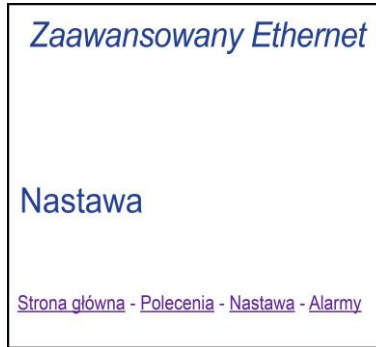 Zaawansowany Ethernet
Nastawa
Strona główna - Polecenia - Nastawa - Alarmy